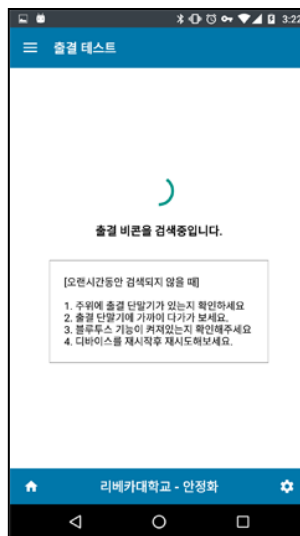 3:22
출결 테스트
출결 비콘을 검색중입니다.
[오랜시간동안 검색되지 않을 때]
1. 주위에 출결 단말기가 있는지 확인하세요
2. 출결 단말기에 가까이 다가가 보세요.
3. 블루투스 기능이 켜져있는지 확인해주세요
4. 디바이스를 재시작후 재시도해보세요.
리베카대학교 - 안정화